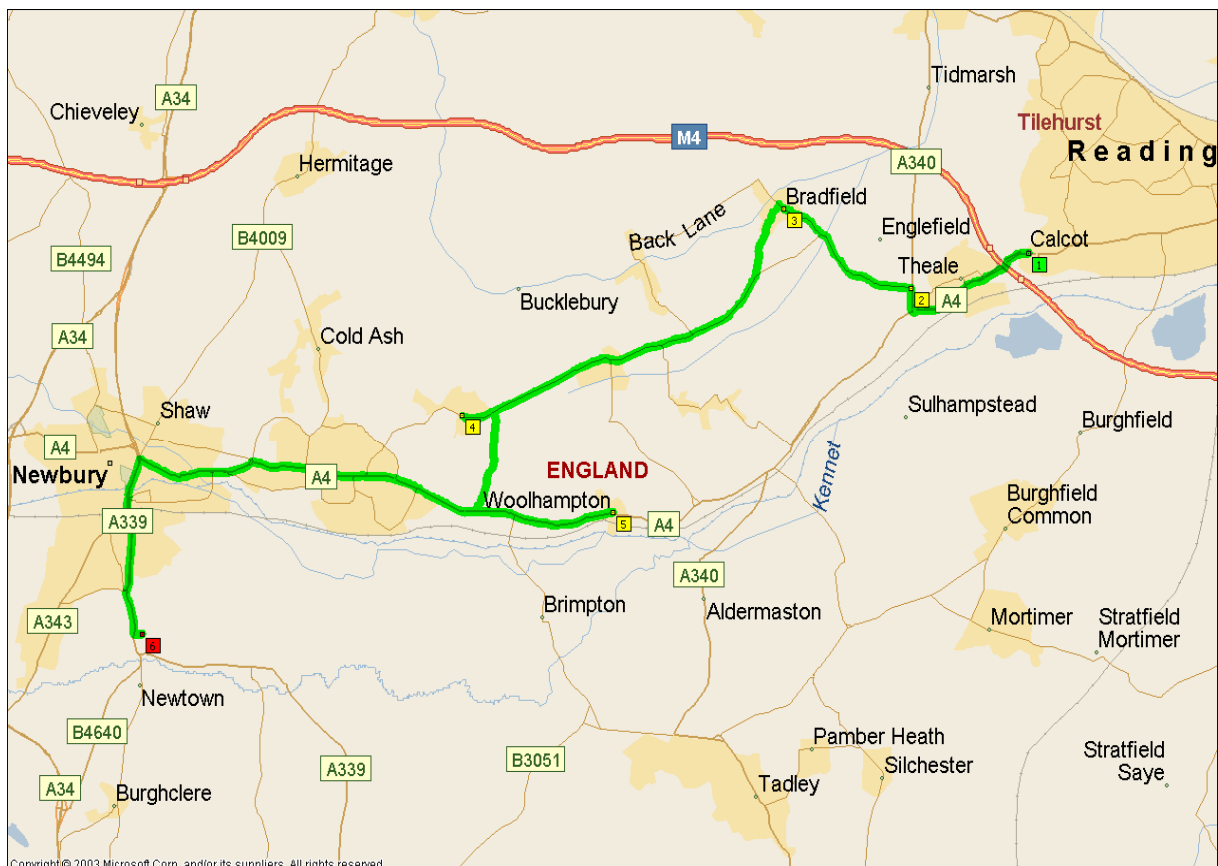 Tidmarsh
A34
Chieveley
Tilehurst
M4
Reading
Hermitage
A340
Bradfield
3
Back Lane
Englefield
Calcot
1
B4009
B4494
Theale
2
A4
Bucklebury
A34
Cold Ash
Shaw
4
Sulhampstead
Burghfield
A4
Newbury
A4
ENGLAND
Kennet
Woolhampton
5
A4
A339
Burghfield
Common
A340
Brimpton
Aldermaston
A343
Mortimer
Stratfield
Mortimer
6
Newtown
B4640
Pamber Heath
B3051
A339
Silchester
Stratfield
Saye
A34
Burghclere
Tadley
Copyright © 2003 Microsoft Corp. and/or its suppliers. All rights reserved.